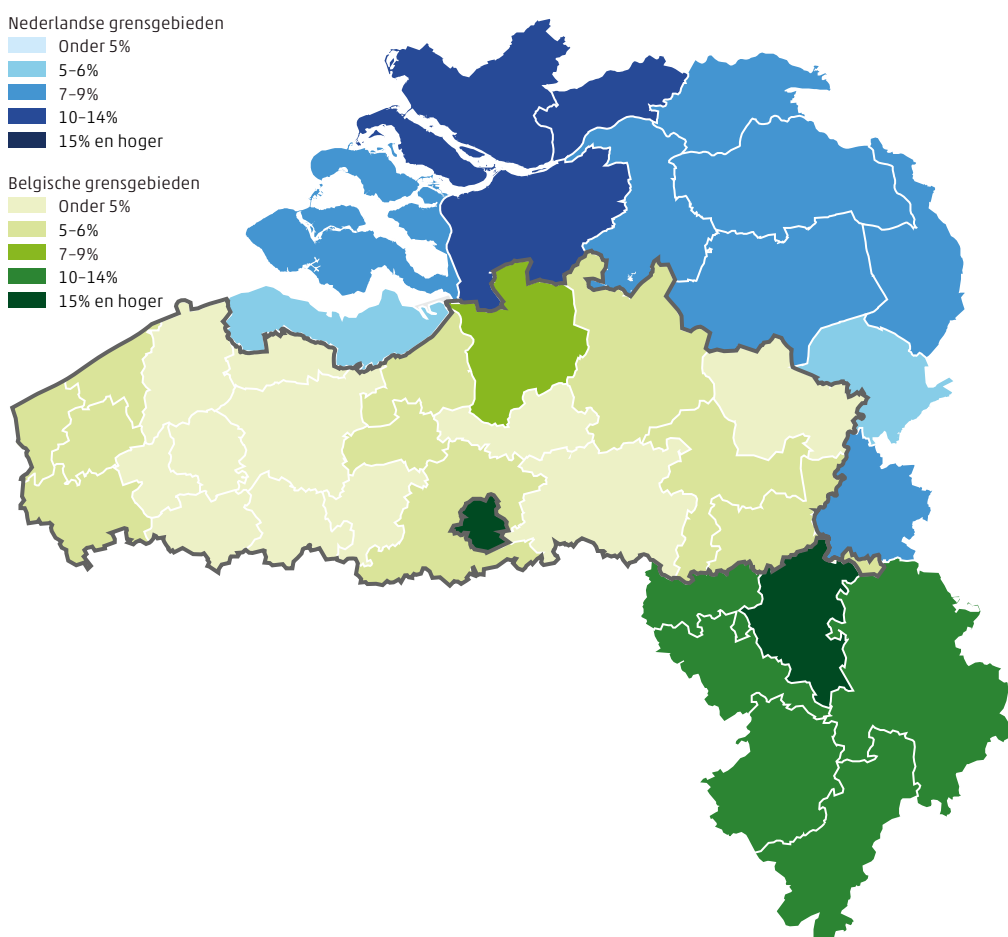 Nederlandse grensgebieden
Onder 5%
5-6%
7-9%
10-14%
15% en hoger
Belgische grensgebieden
Onder 5%
5-6%
7-9%
10-14%
15% en hoger